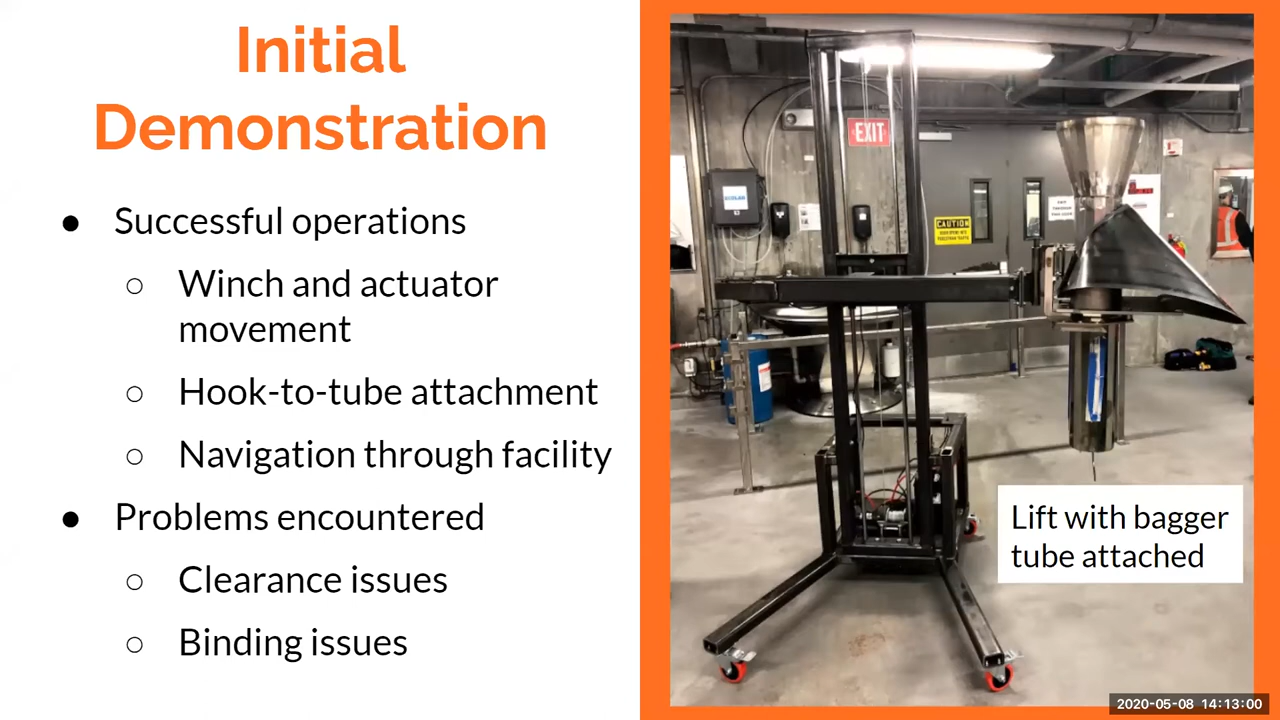 Initial
Demonstration
● Successful operations
○ Winch and actuator
movement
○ Hook-to-tube attachment
○ Navigation through facility
● Problems encountered
○ Clearance issues
○ Binding issues
EXIT
CAUTION
Lift with bagger
tube attached
2020-05-08 14:13:00